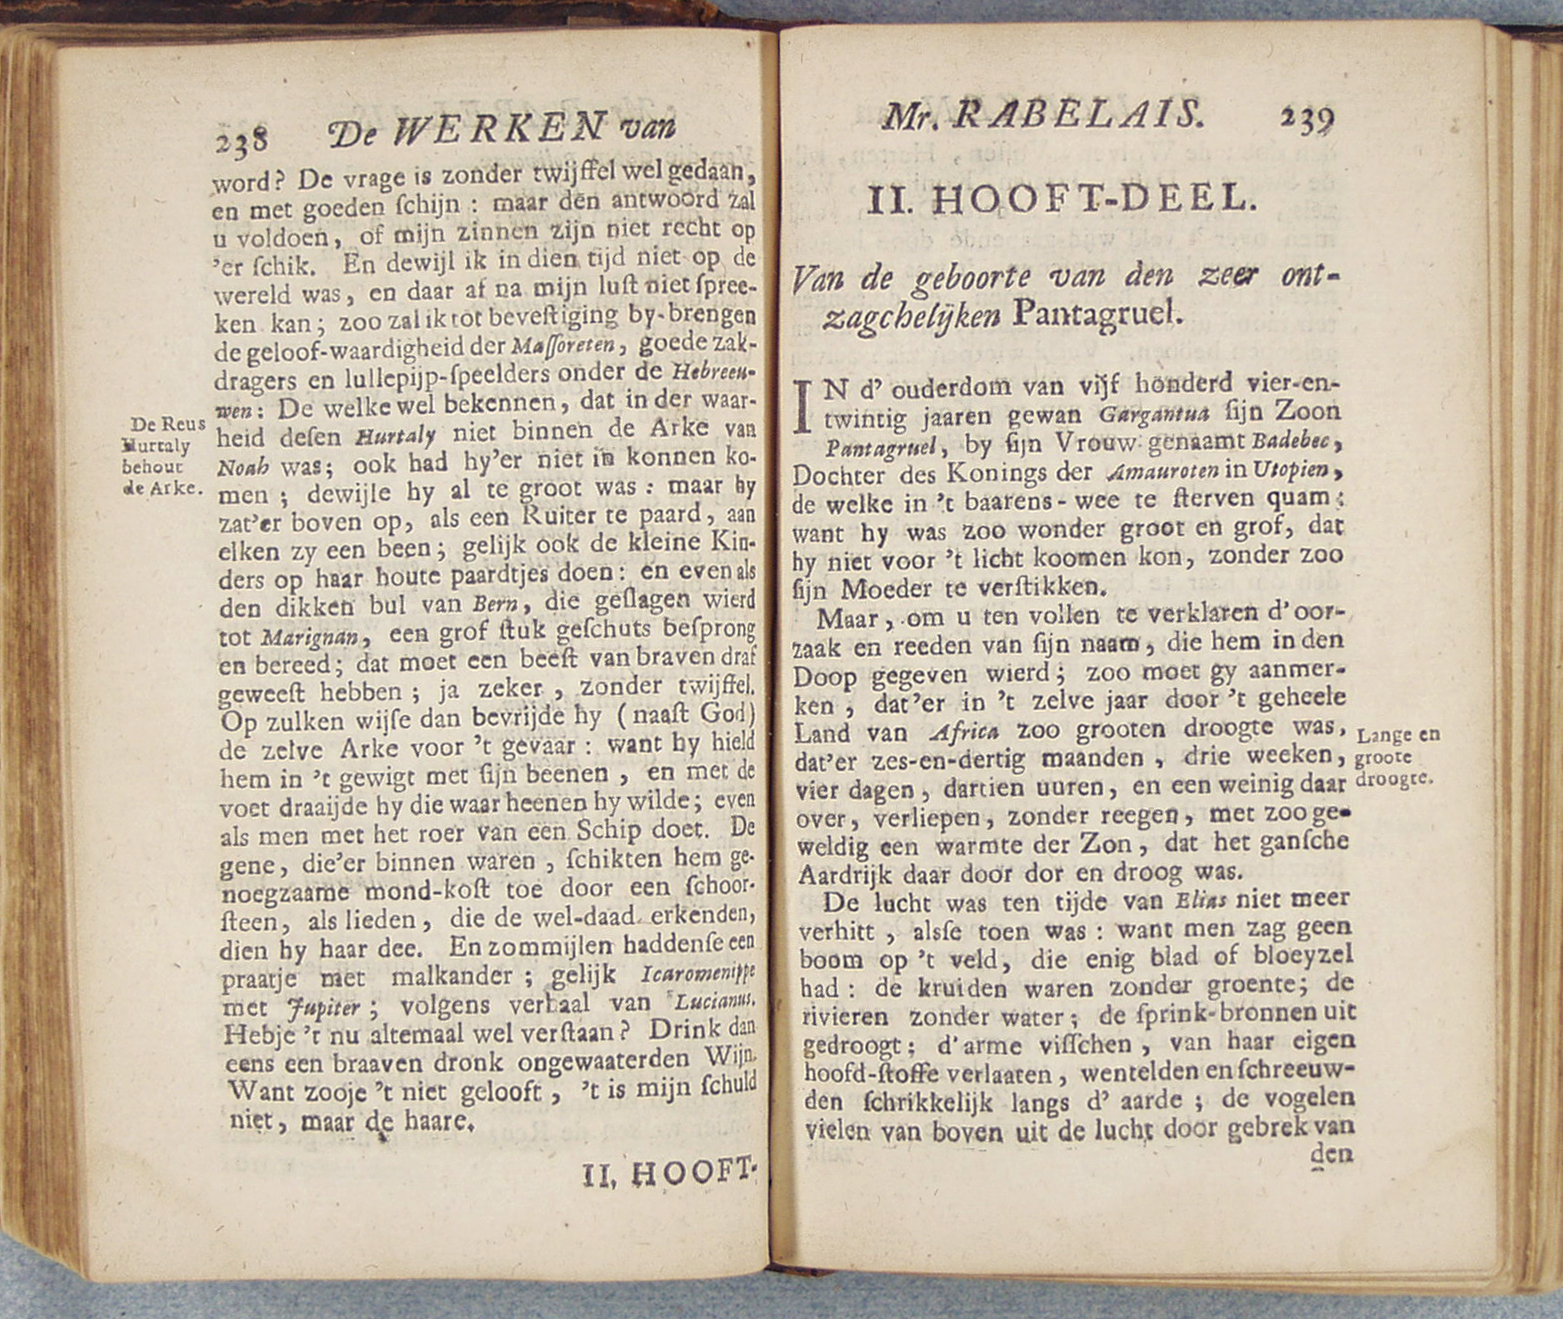 238 De WERKEN van
word? De vrage is zonder twijffel wel gedaan,
en met goeden ſchijn : maar den antwoord zal
u voldoen, of mijn zinnen zijn niet recht op
'er ſchik. En dewijl ik in dien tijd niet op de
wereld was, en daar af na mijn luſt niet ſpree-
ken kan; zoo zal ik tot beveſtiging by-brengen
de geloof-waardigheid der Maſſoreten, goede zak-
dragers en lullepijp-ſpeelders onder de Hebreeu-
wen: De welke wel bekennen, dat in der waar-
heid deſen Hurtaly niet binnen de Arke van
Noah was; ook had hy'er niet in konnen ko-
men ; dewijle hy al te groot was : maar hy
zat'er boven op, als een Ruiter te paard, aan
elken zy een been; gelijk ook de kleine Kin-
ders op haar houte paardtjes doen: en even als
den dikken bul van Bern, die geſlagen wierd
tot Marignan, een grof ſtuk geſchuts beſprong
en bereed; dat moet een beeſt van braven draf
geweeſt hebben ; ja zeker , zonder twijffel.
Op zulken wijſe dan bevrijde hy (naaſt God)
de zelve Arke voor 't gevaar : want hy hield
hem in 't gewigt met ſijn beenen , en met de
voet draaijde hy die waar heenen hy wilde; even
als men met het roer van een Schip doet. De
gene, die'er binnen waren , ſchikten hem ge-
noegzaame mond-koſt toe door een ſchoor-
ſteen, als lieden, die de wel-daad erkenden,
dien hy haar dee. En zommijlen haddenſe een
praatje met malkander ; gelijk Icaromenippe
met Jupiter ; volgens verhaal van Lucianus.
Hebje 't nu altemaal wel verſtaan? Drink dan
eens een braaven dronk ongewaaterden Wijn.
Want zooje 't niet gelooft, 't is mijn ſchuld
niet, maar de haare.
II. HOOFT-
De Reus
Hurtaly
behout
de Arke.
Mr. RABELAIS. 239
II. HOOFT-DEEL.
Van de geboorte van den zeer ont-
zagchelijken Pantagruel.
IN d' ouderdom van vijf honderd vier-en-
twintig jaaren gewan Gargantua ſijn Zoon
Pantagruel, by ſijn Vrouw genaamt Badebec,
Dochter des Konings der Amauroten in Utopien,
de welke in 't baarens-wee te ſterven quam:
want hy was zoo wonder groot en grof, dat
hy niet voor 't licht koomen kon, zonder zoo
ſijn Moeder te verſtikken.
Maar, om u ten vollen te verklaren d' oor-
zaak en reeden van ſijn naam, die hem in den
Doop gegeven wierd; zoo moet gy aanmer-
ken , dat'er in 't zelve jaar door 't geheele
Land van Africa zoo grooten droogte was,
dat'er zes-en-dertig maanden , drie weeken,
vier dagen, dartien uuren, en een weinig daar
over, verliepen, zonder reegen, met zoo ge-
weldig een warmte der Zon, dat het ganſche
Aardrijk daar door dor en droog was.
De lucht was ten tijde van Elias niet meer
verhitt , alsſe toen was : want men zag geen
boom op 't veld, die enig blad of bloeyzel
had : de kruiden waren zonder groente; de
rivieren zonder water; de ſprink-bronnen uit
gedroogt; d'arme viſſchen , van haar eigen
hoofd-ſtoffe verlaaten, wentelden en ſchreeuw-
den ſchrikkelijk langs d' aarde ; de vogelen
vielen van boven uit de lucht door gebrek van
den
Lange en
groote
droogte.